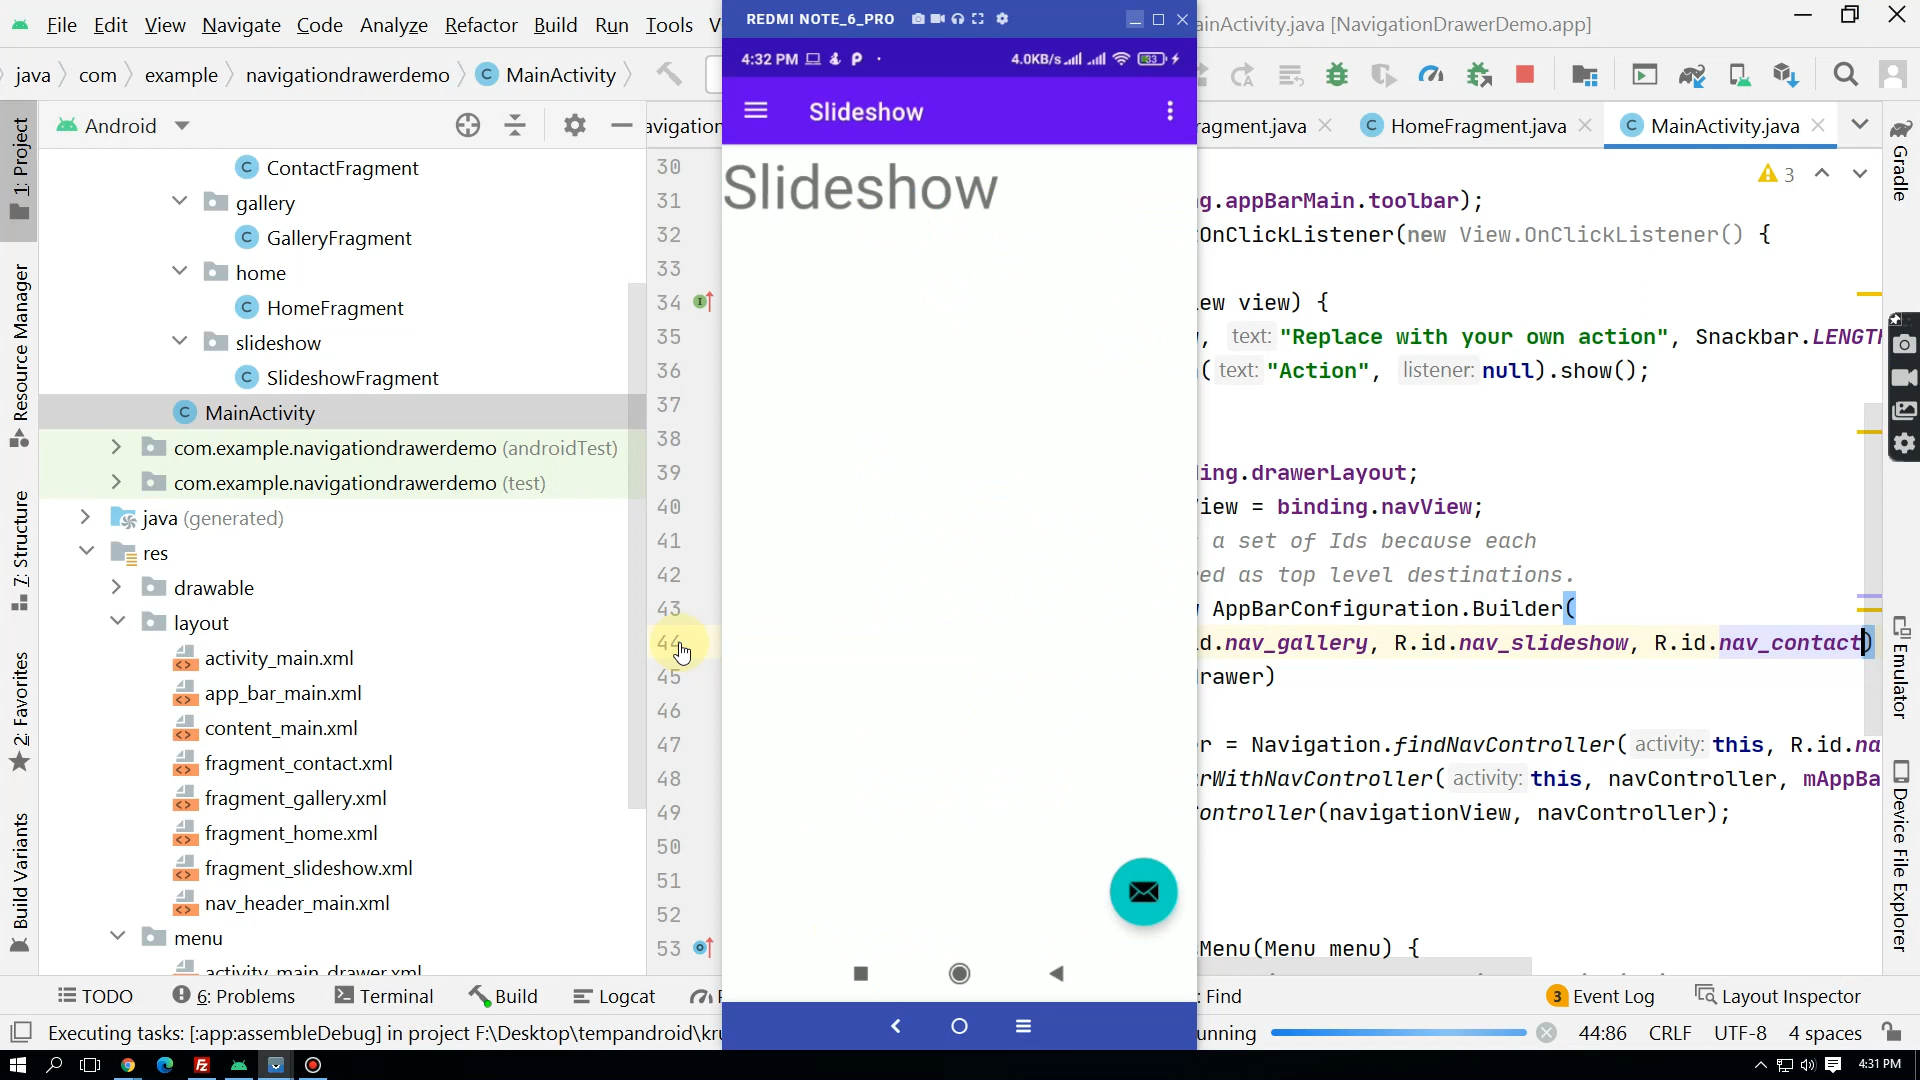 File Edit View Navigate Code Analyze Refactor Build Run Tools V
REDMI NOTE_6_PRO
ainActivity.java [NavigationDrawerDemo.app]
java com example navigationdrawerdemo MainActivity
4:32 PM
4.0KB/s
33
Android
Slideshow
avigation
ragment.java
HomeFragment.java
MainActivity.java
Slideshow
1: Project
Resource Manager
7: Structure
2: Favorites
Build Variants
ContactFragment
gallery
GalleryFragment
home
HomeFragment
slideshow
SlideshowFragment
MainActivity
com.example.navigationdrawerdemo (androidTest)
com.example.navigationdrawerdemo (test)
java (generated)
res
drawable
layout
activity_main.xml
app_bar_main.xml
content_main.xml
fragment_contact.xml
fragment_gallery.xml
fragment_home.xml
fragment_slideshow.xml
nav_header_main.xml
menu
activity_main_drawer.xml
30
31
32
33
34
35
36
37
38
39
40
41
42
43
44
45
46
47
48
49
50
51
52
53
3
g.appBarMain.toolbar);
OnClickListener(new View.OnClickListener() {
ew view) {
, text: "Replace with your own action", Snackbar.LENGT
( text: "Action", listener: null).show();
ing.drawerLayout;
iew = binding.navView;
a set of Ids because each
ed as top level destinations.
AppBarConfiguration.Builder(
d.nav_gallery, R.id.nav_slideshow, R.id.nav_contact)
rawer)
r = Navigation.findNavController( activity: this, R.id.na
rWithNavController( activity: this, navController, mAppBa
ontroller(navigationView, navController);
Menu(Menu menu) {
Gradle
Emulator
Device File Explorer
TODO 6: Problems Terminal Build Logcat
: Find
3 Event Log Layout Inspector
Executing tasks: [:app:assembleDebug] in project F:\Desktop\tempandroid\kru
unning
44:86 CRLF UTF-8 4 spaces
4:31 PM